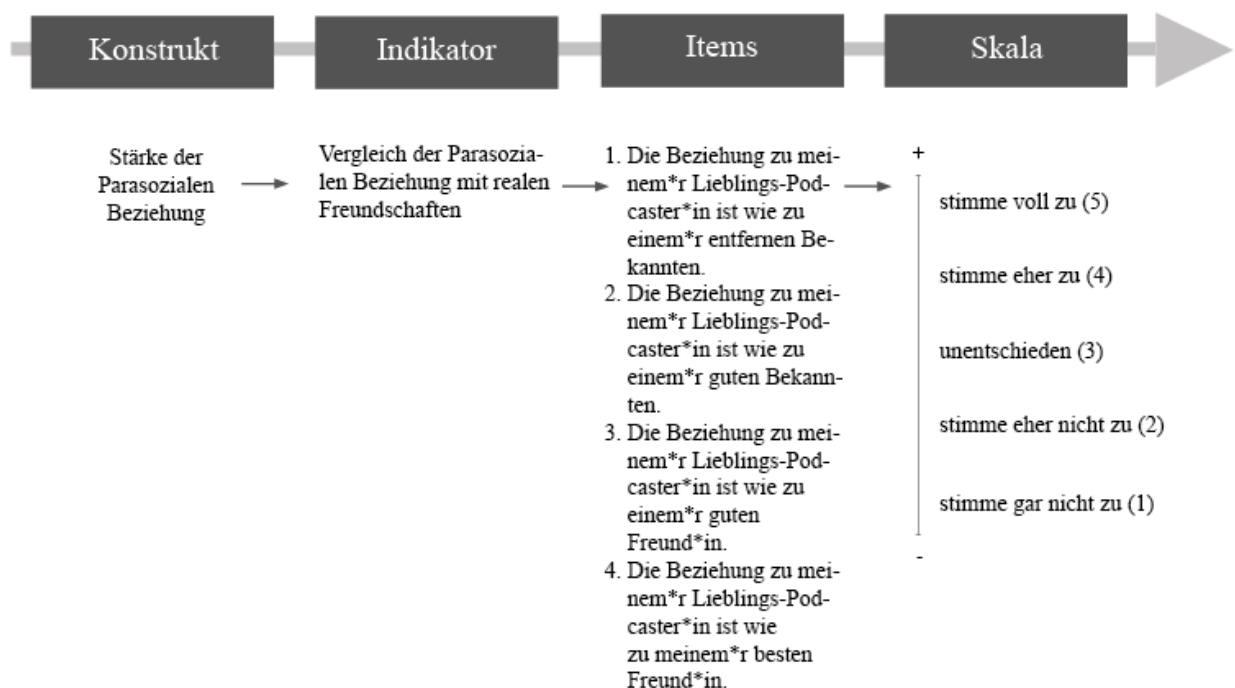 Konstrukt
Indikator
Items
Skala
Stärke der
Parasozialen
Beziehung
Vergleich der Parasozia-
len Beziehung mit realen
Freundschaften
1. Die Beziehung zu mei-
nem*r Lieblings-Pod-
caster*in ist wie zu
einem*r entfernen Be-
kannten.
2. Die Beziehung zu mei-
nem*r Lieblings-Pod-
caster*in ist wie zu
einem*r guten Bekann-
ten.
3. Die Beziehung zu mei-
nem*r Lieblings-Pod-
caster*in ist wie zu
einem*r guten
Freund*in.
4. Die Beziehung zu mei-
nem*r Lieblings-Pod-
caster*in ist wie
zu meinem*r besten
Freund*in.
+
stimme voll zu (5)
stimme eher zu (4)
unentschieden (3)
stimme eher nicht zu (2)
stimme gar nicht zu (1)
-